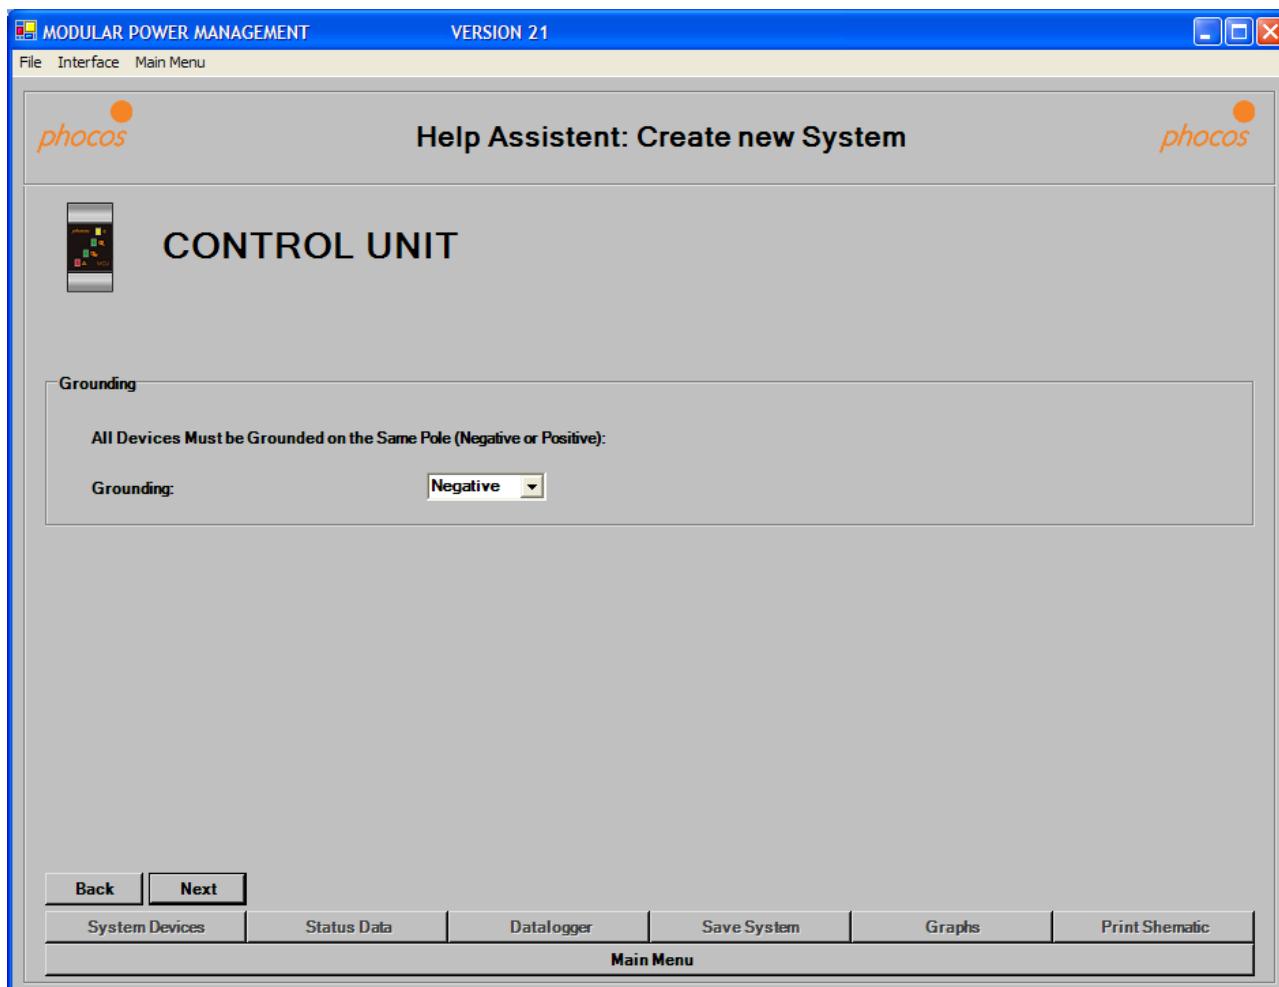 MODULAR POWER MANAGEMENT VERSION 21
File Interface Main Menu
phocos Help Assistent: Create new System phocos
CONTROL UNIT
Grounding
All Devices Must be Grounded on the Same Pole (Negative or Positive):
Grounding: Negative
Back Next
System Devices Status Data Datalogger Save System Graphs Print Shematic
Main Menu